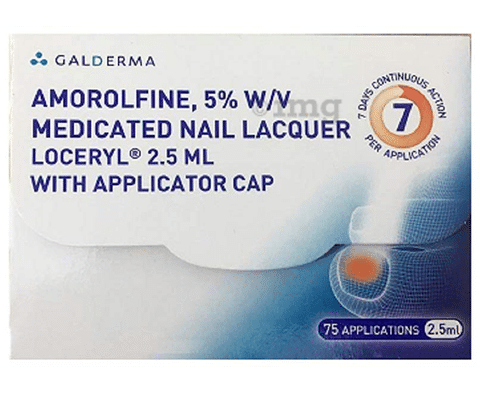 GALDERMA
AMOROLFINE, 5% W/V
MEDICATED NAIL LACQUER
LOCERYL® 2.5 ML
WITH APPLICATOR CAP
7 DAYS CONTINUOUS ACTION
7
PER APPLICATION
75 APPLICATIONS 2.5ml
1mg